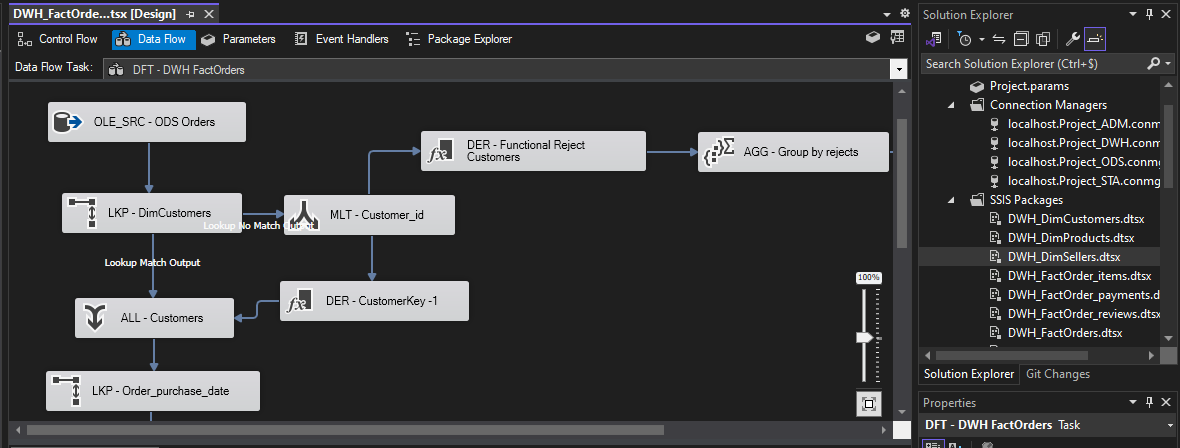 DWH_FactOrde...tsx [Design]
Control Flow
Data Flow
Parameters
Event Handlers
Package Explorer
Data Flow Task:
DFT - DWH FactOrders
OLE_SRC - ODS Orders
LKP - DimCustomers
Lookup No Match Output
MLT - Customer_id
DER - Functional Reject
Customers
AGG - Group by rejects
Lookup Match Output
DER - CustomerKey -1
ALL - Customers
LKP - Order_purchase_date
100%
Solution Explorer
Search Solution Explorer (Ctrl+$)
Project.params
Connection Managers
localhost.Project_ADM.conm
localhost.Project_DWH.conm
localhost.Project_ODS.conmg
localhost.Project_STA.conmg
SSIS Packages
DWH_DimCustomers.dtsx
DWH_DimProducts.dtsx
DWH_DimSellers.dtsx
DWH_FactOrder_items.dtsx
DWH_FactOrder_payments.d
DWH_FactOrder_reviews.dtsx
DWH_FactOrders.dtsx
Solution Explorer
Git Changes
Properties
DFT - DWH FactOrders Task